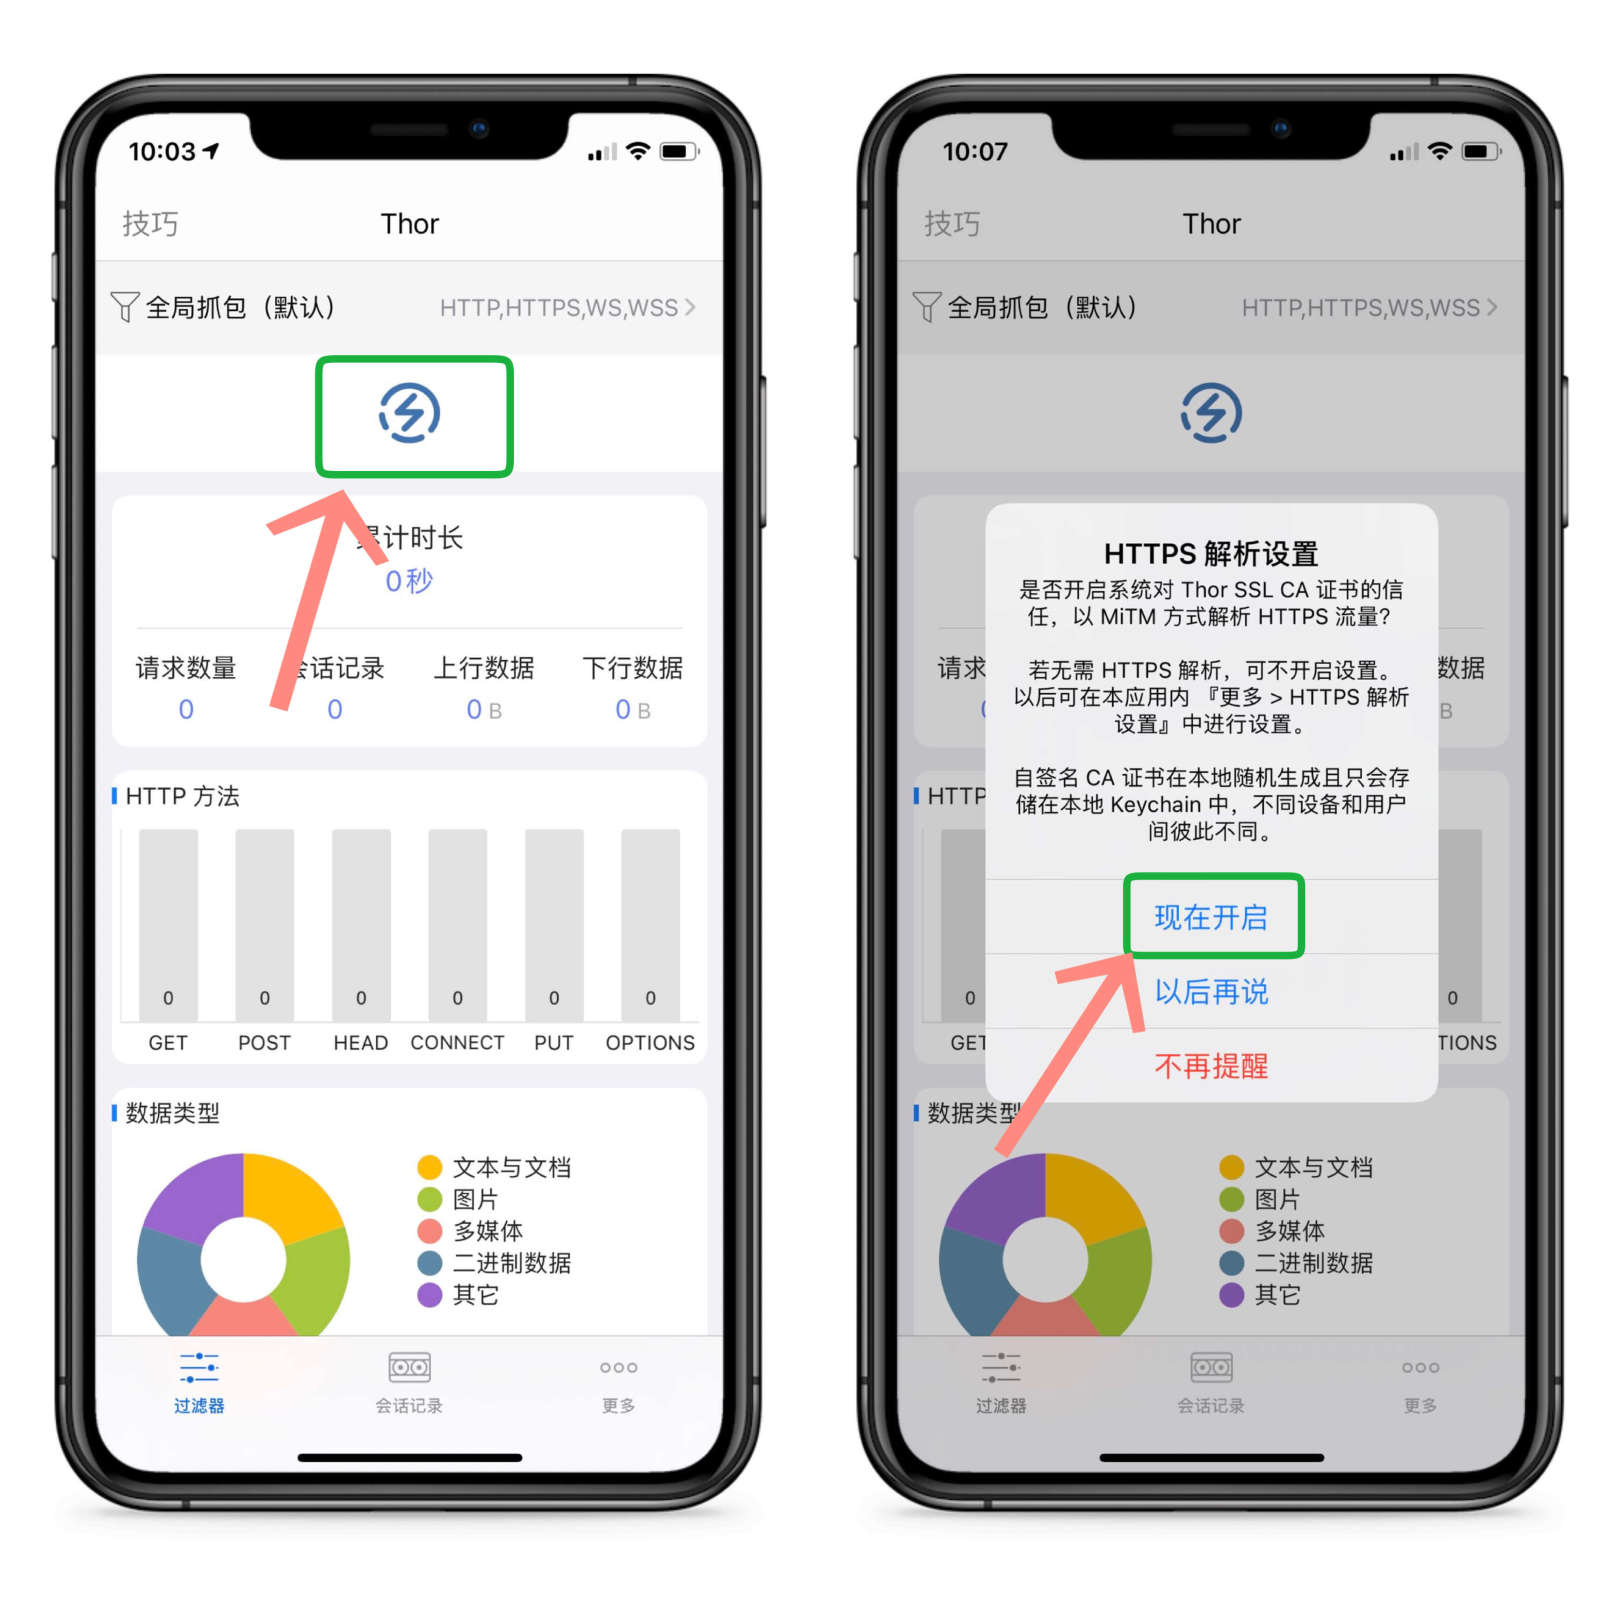 10:03
技巧
Thor
全局抓包（默认）
HTTP,HTTPS,WS,WSS
计时长
0秒
请求数量
话记录
上行数据
下行数据
0
0
0 B
0 B
HTTP 方法
0
0
0
0
0
0
GET
POST
HEAD
CONNECT
PUT
OPTIONS
数据类型
文本与文档
图片
多媒体
二进制数据
其它
过滤器
会话记录
更多
10:07
技巧
Thor
全局抓包（默认）
HTTP,HTTPS,WS,WSS
HTTPS 解析设置
是否开启系统对 Thor SSL CA 证书的信
任，以 MiTM 方式解析 HTTPS 流量?
若无需 HTTPS 解析，可不开启设置。
以后可在本应用内 『更多 > HTTPS 解析
设置』中进行设置。
自签名 CA 证书在本地随机生成且只会存
储在本地 Keychain 中，不同设备和用户
间彼此不同。
现在开启
以后再说
不再提醒
请求
数据
B
HTTP
0
0
GET
TIONS
数据类型
文本与文档
图片
多媒体
二进制数据
其它
过滤器
会话记录
更多